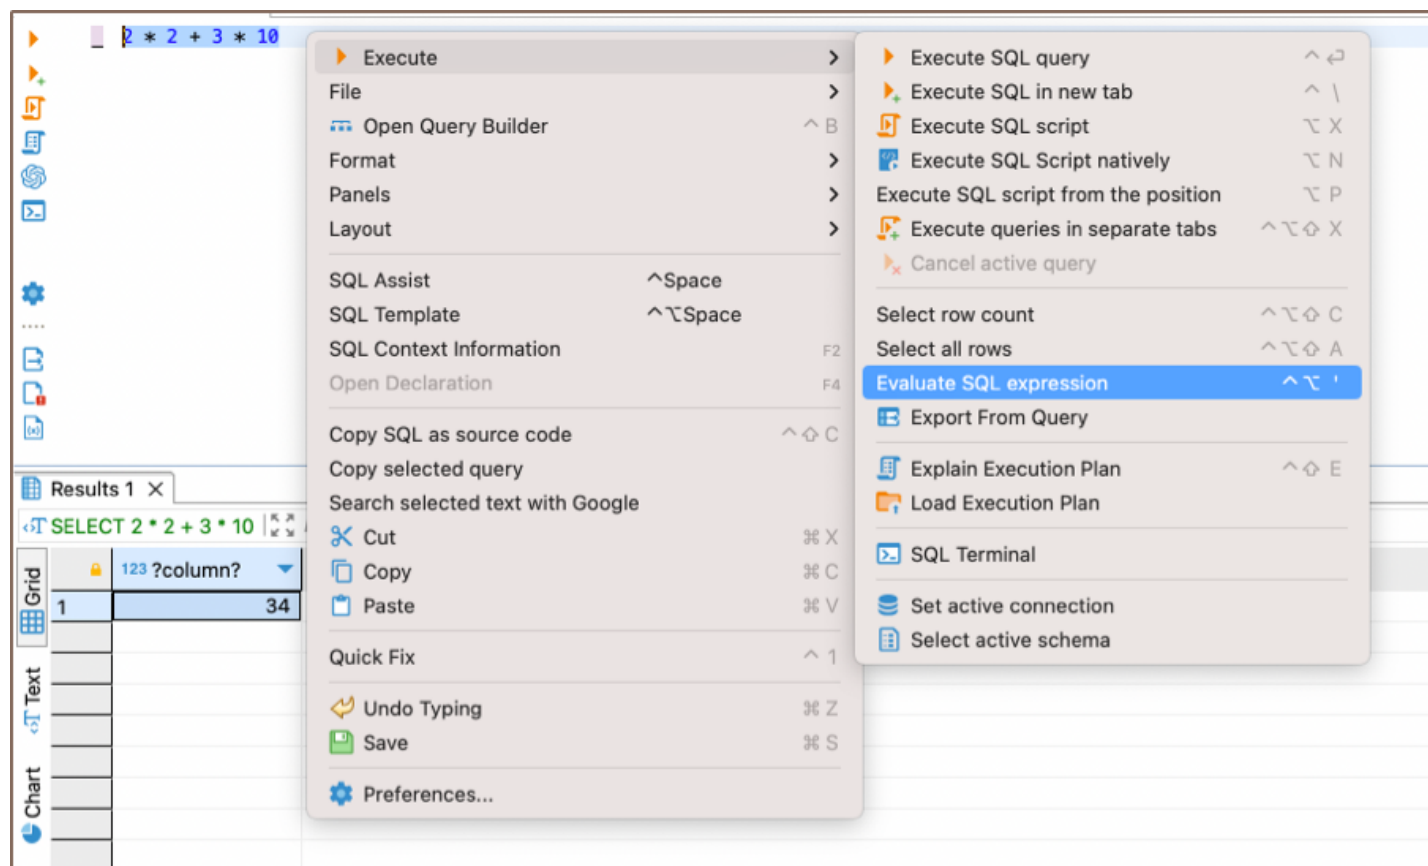 2 * 2 + 3 * 10
Execute
File
Open Query Builder ^ B
Format
Panels
Layout
SQL Assist ^Space
SQL Template ^⌥Space
SQL Context Information F2
Open Declaration F4
Copy SQL as source code ^ ⇧ C
Copy selected query
Search selected text with Google
Cut ⌘ X
Copy ⌘ C
Paste ⌘ V
Quick Fix ^ 1
Undo Typing ⌘ Z
Save ⌘ S
Preferences...
Execute SQL query ^ ⏎
Execute SQL in new tab ^ \
Execute SQL script ⌥ X
Execute SQL Script natively ⌥ N
Execute SQL script from the position ⌥ P
Execute queries in separate tabs ^ ⌥ ⇧ X
Cancel active query
Select row count ^ ⌥ ⇧ C
Select all rows ^ ⌥ ⇧ A
Evaluate SQL expression ^ ⌥ '
Export From Query
Explain Execution Plan ^ ⇧ E
Load Execution Plan
SQL Terminal
Set active connection
Select active schema
Results 1
SELECT 2 * 2 + 3 * 10
123 ?column?
1 34
Grid
Text
Chart